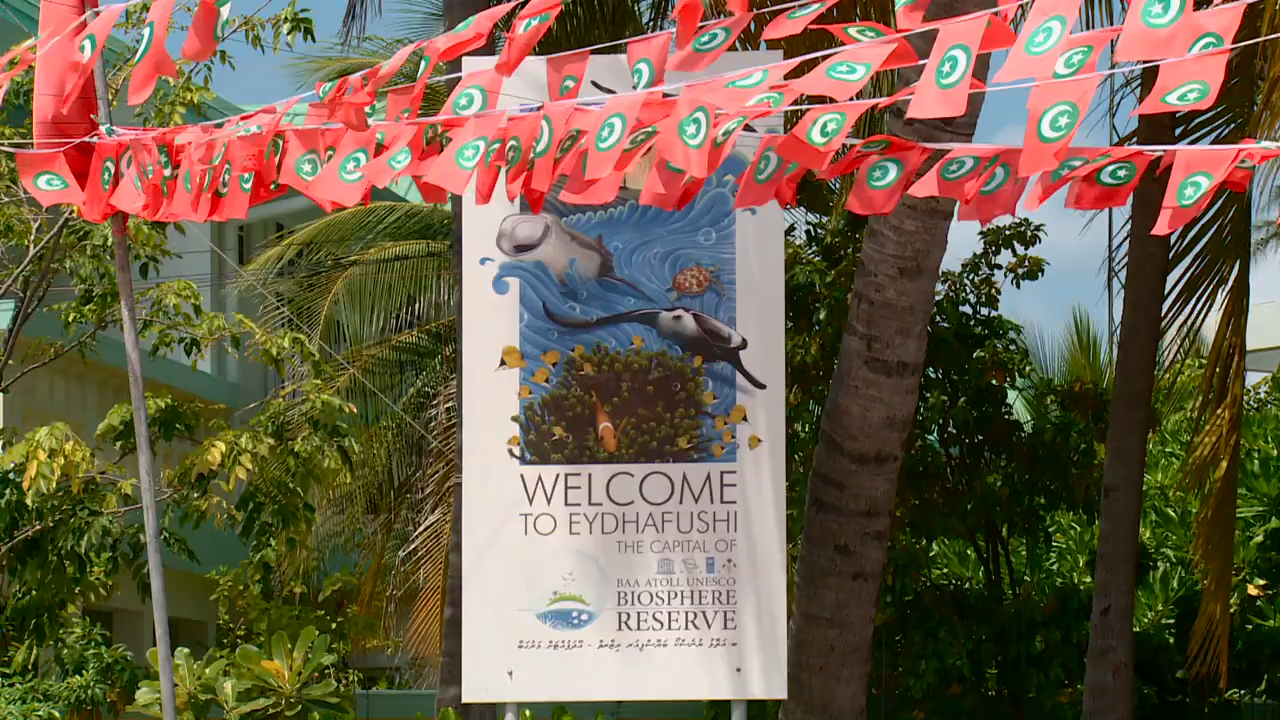 WELCOME
TO EYDHAFUSHI
THE CAPITAL OF
BAA ATOLL UNESCO
BIOSPHERE
RESERVE